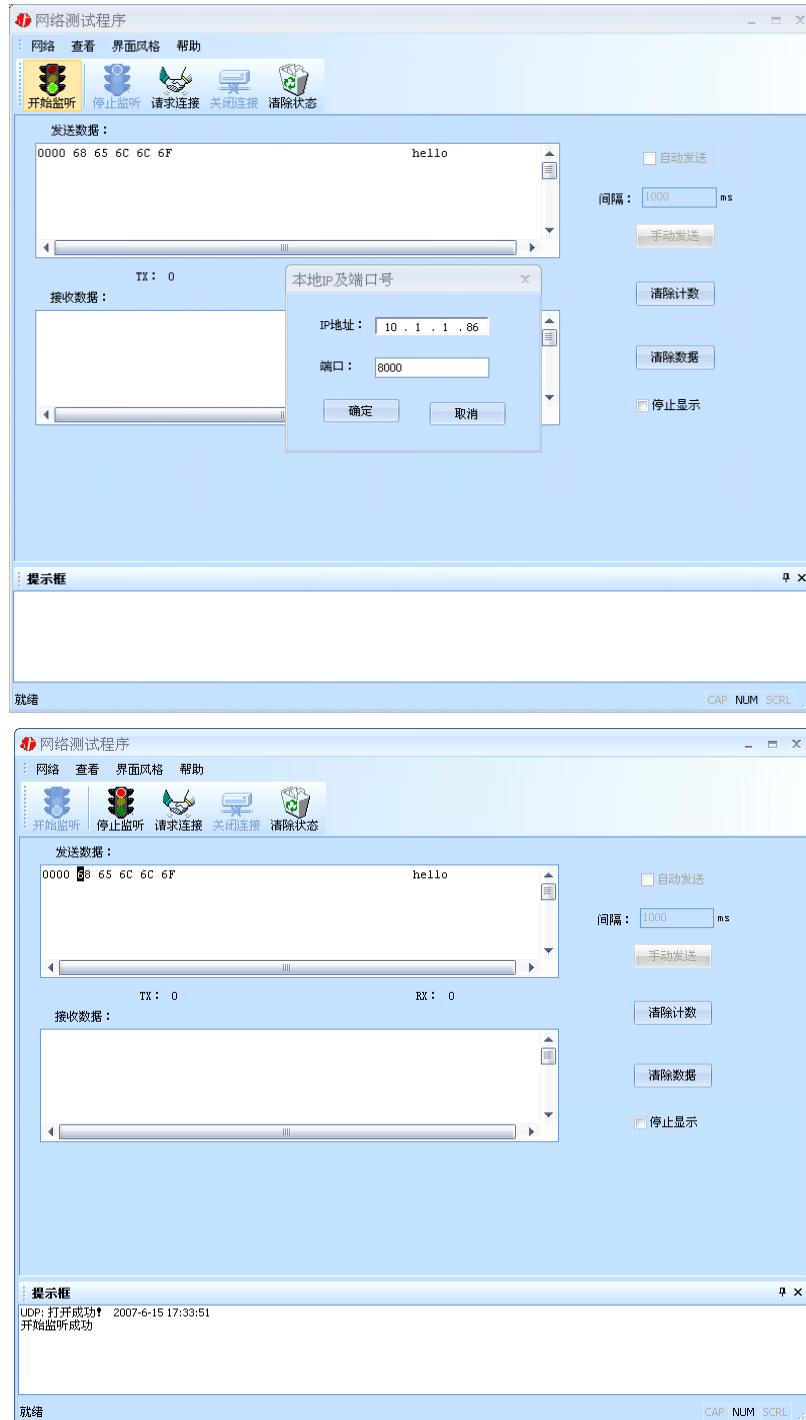 网络测试程序
网络 查看 界面风格 帮助
开始监听 停止监听 请求连接 关闭连接 清除状态
发送数据：
0000 68 65 6C 6C 6F hello
自动发送
间隔： 1000 ms
手动发送
TX： 0
接收数据：
本地IP及端口号
IP地址： 10 . 1 . 1 . 86
端口： 8000
确定 取消
清除计数
清除数据
停止显示
提示框
就绪
CAP NUM SCRL
网络测试程序
网络 查看 界面风格 帮助
开始监听 停止监听 请求连接 关闭连接 清除状态
发送数据：
0000 68 65 6C 6C 6F hello
自动发送
间隔： 1000 ms
手动发送
TX： 0 RX： 0
接收数据：
清除计数
清除数据
停止显示
提示框
UDP: 打开成功！ 2007-6-15 17:33:51
开始监听成功
就绪
CAP NUM SCRL